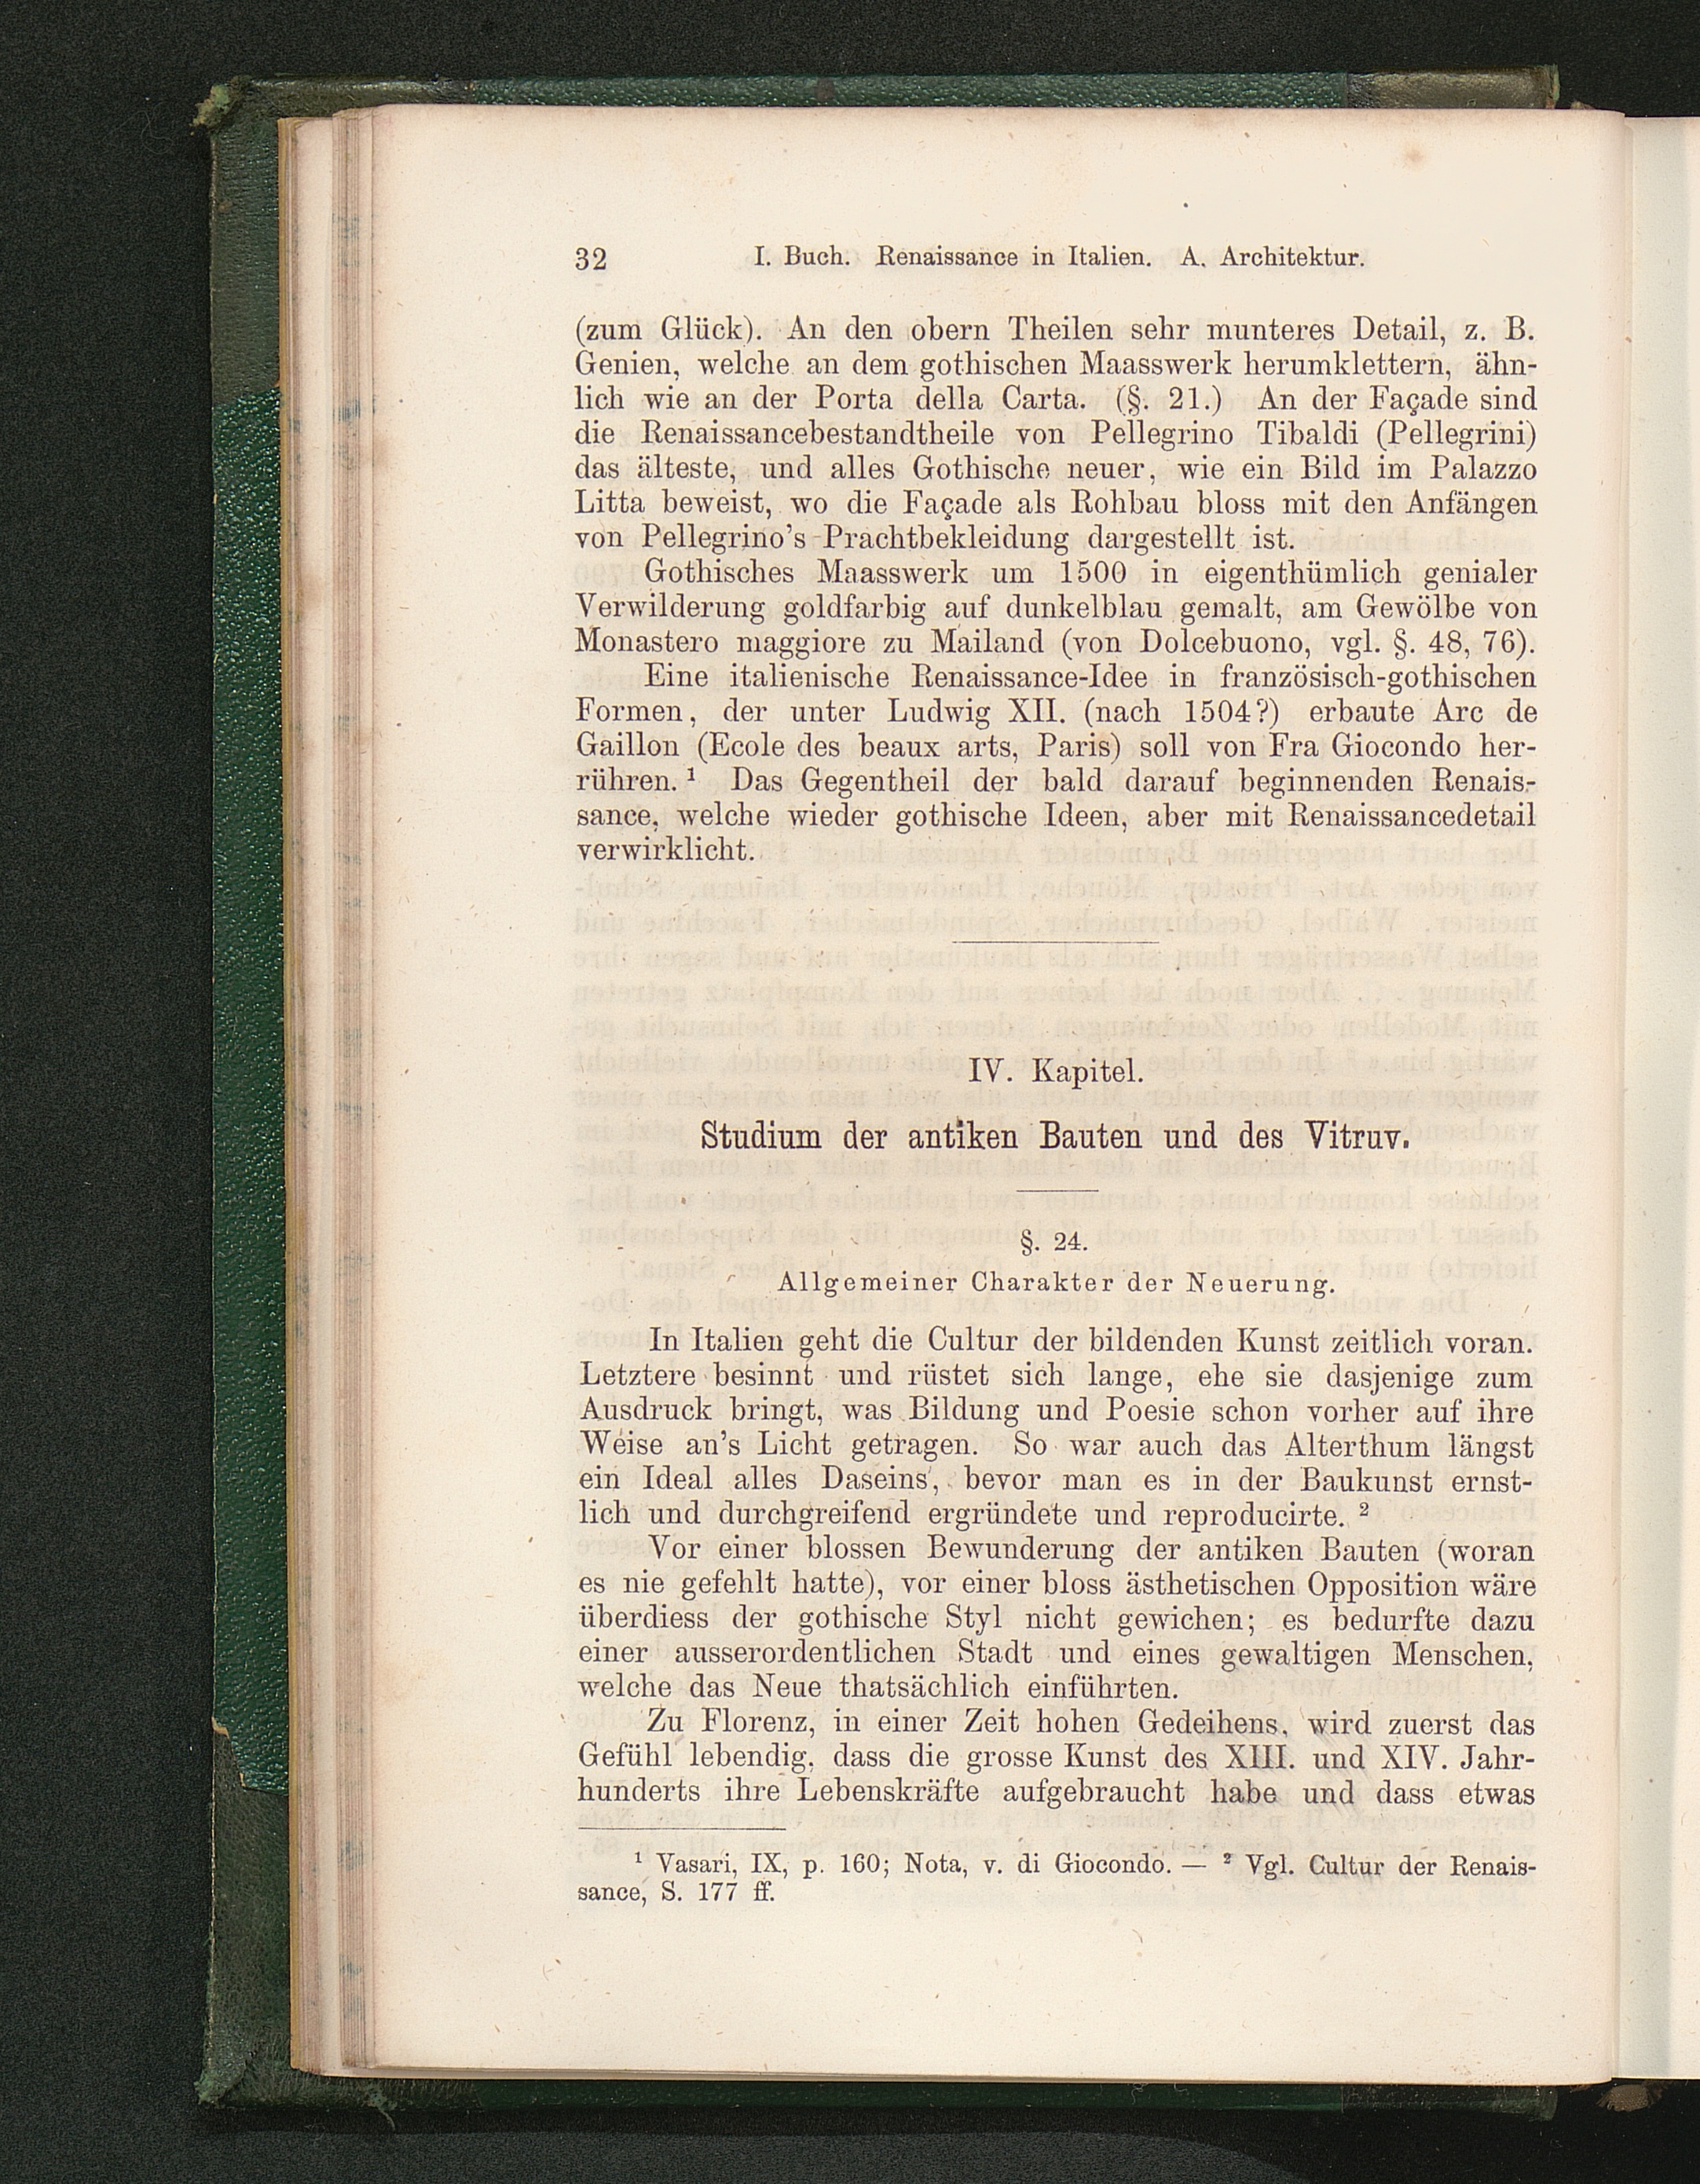 32 I. Buch. Renaissance in Italien. A. Architektur.
(zum Glück). An den obern Theilen sehr munteres Detail, z. B.
Genien, welche an dem gothischen Maasswerk herumklettern, ähn-
lich wie an der Porta della Carta. (§. 21.) An der Façade sind
die Renaissancebestandtheile von Pellegrino Tibaldi (Pellegrini)
das älteste, und alles Gothische neuer, wie ein Bild im Palazzo
Litta beweist, wo die Façade als Rohbau bloss mit den Anfängen
von Pellegrino's Prachtbekleidung dargestellt ist.
Gothisches Maasswerk um 1500 in eigenthümlich genialer
Verwilderung goldfarbig auf dunkelblau gemalt, am Gewölbe von
Monastero maggiore zu Mailand (von Dolcebuono, vgl. §. 48, 76).
Eine italienische Renaissance-Idee in französisch-gothischen
Formen, der unter Ludwig XII. (nach 1504?) erbaute Arc de
Gaillon (Ecole des beaux arts, Paris) soll von Fra Giocondo her-
rühren. ¹ Das Gegentheil der bald darauf beginnenden Renais-
sance, welche wieder gothische Ideen, aber mit Renaissancedetail
verwirklicht.
IV. Kapitel.
Studium der antiken Bauten und des Vitruv.
§. 24.
Allgemeiner Charakter der Neuerung.
In Italien geht die Cultur der bildenden Kunst zeitlich voran.
Letztere besinnt und rüstet sich lange, ehe sie dasjenige zum
Ausdruck bringt, was Bildung und Poesie schon vorher auf ihre
Weise an's Licht getragen. So war auch das Alterthum längst
ein Ideal alles Daseins, bevor man es in der Baukunst ernst-
lich und durchgreifend ergründete und reproducirte. ²
Vor einer blossen Bewunderung der antiken Bauten (woran
es nie gefehlt hatte), vor einer bloss ästhetischen Opposition wäre
überdiess der gothische Styl nicht gewichen; es bedurfte dazu
einer ausserordentlichen Stadt und eines gewaltigen Menschen,
welche das Neue thatsächlich einführten.
Zu Florenz, in einer Zeit hohen Gedeihens, wird zuerst das
Gefühl lebendig, dass die grosse Kunst des XIII. und XIV. Jahr-
hunderts ihre Lebenskräfte aufgebraucht habe und dass etwas
¹ Vasari, IX, p. 160; Nota, v. di Giocondo. — ² Vgl. Cultur der Renais-
sance, S. 177 ff.